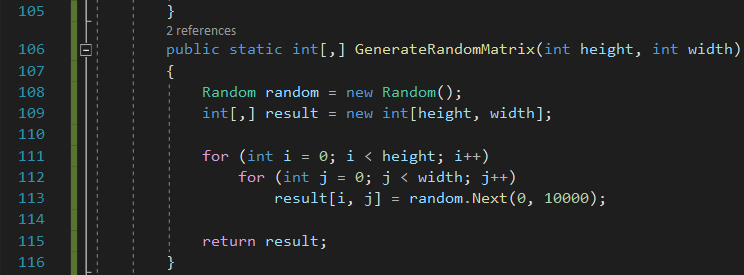 105 }
2 references
106 public static int[,] GenerateRandomMatrix(int height, int width)
107 {
108 Random random = new Random();
109 int[,] result = new int[height, width];
110
111 for (int i = 0; i < height; i++)
112 for (int j = 0; j < width; j++)
113 result[i, j] = random.Next(0, 10000);
114
115 return result;
116 }